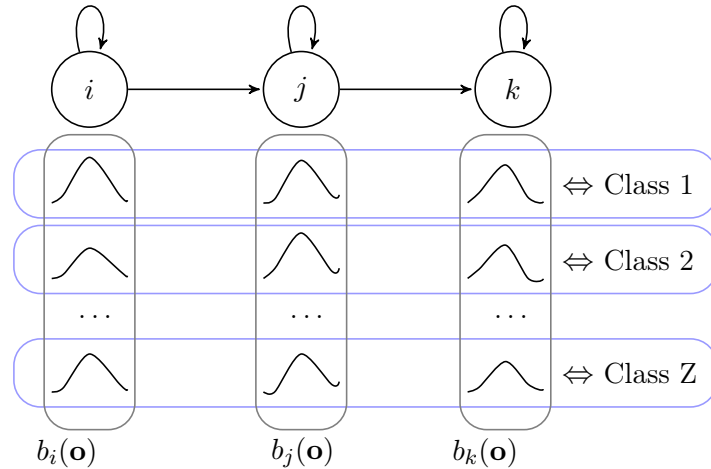 i j k
⇔ Class 1
⇔ Class 2
... ... ...
⇔ Class Z
b_i(o) b_j(o) b_k(o)